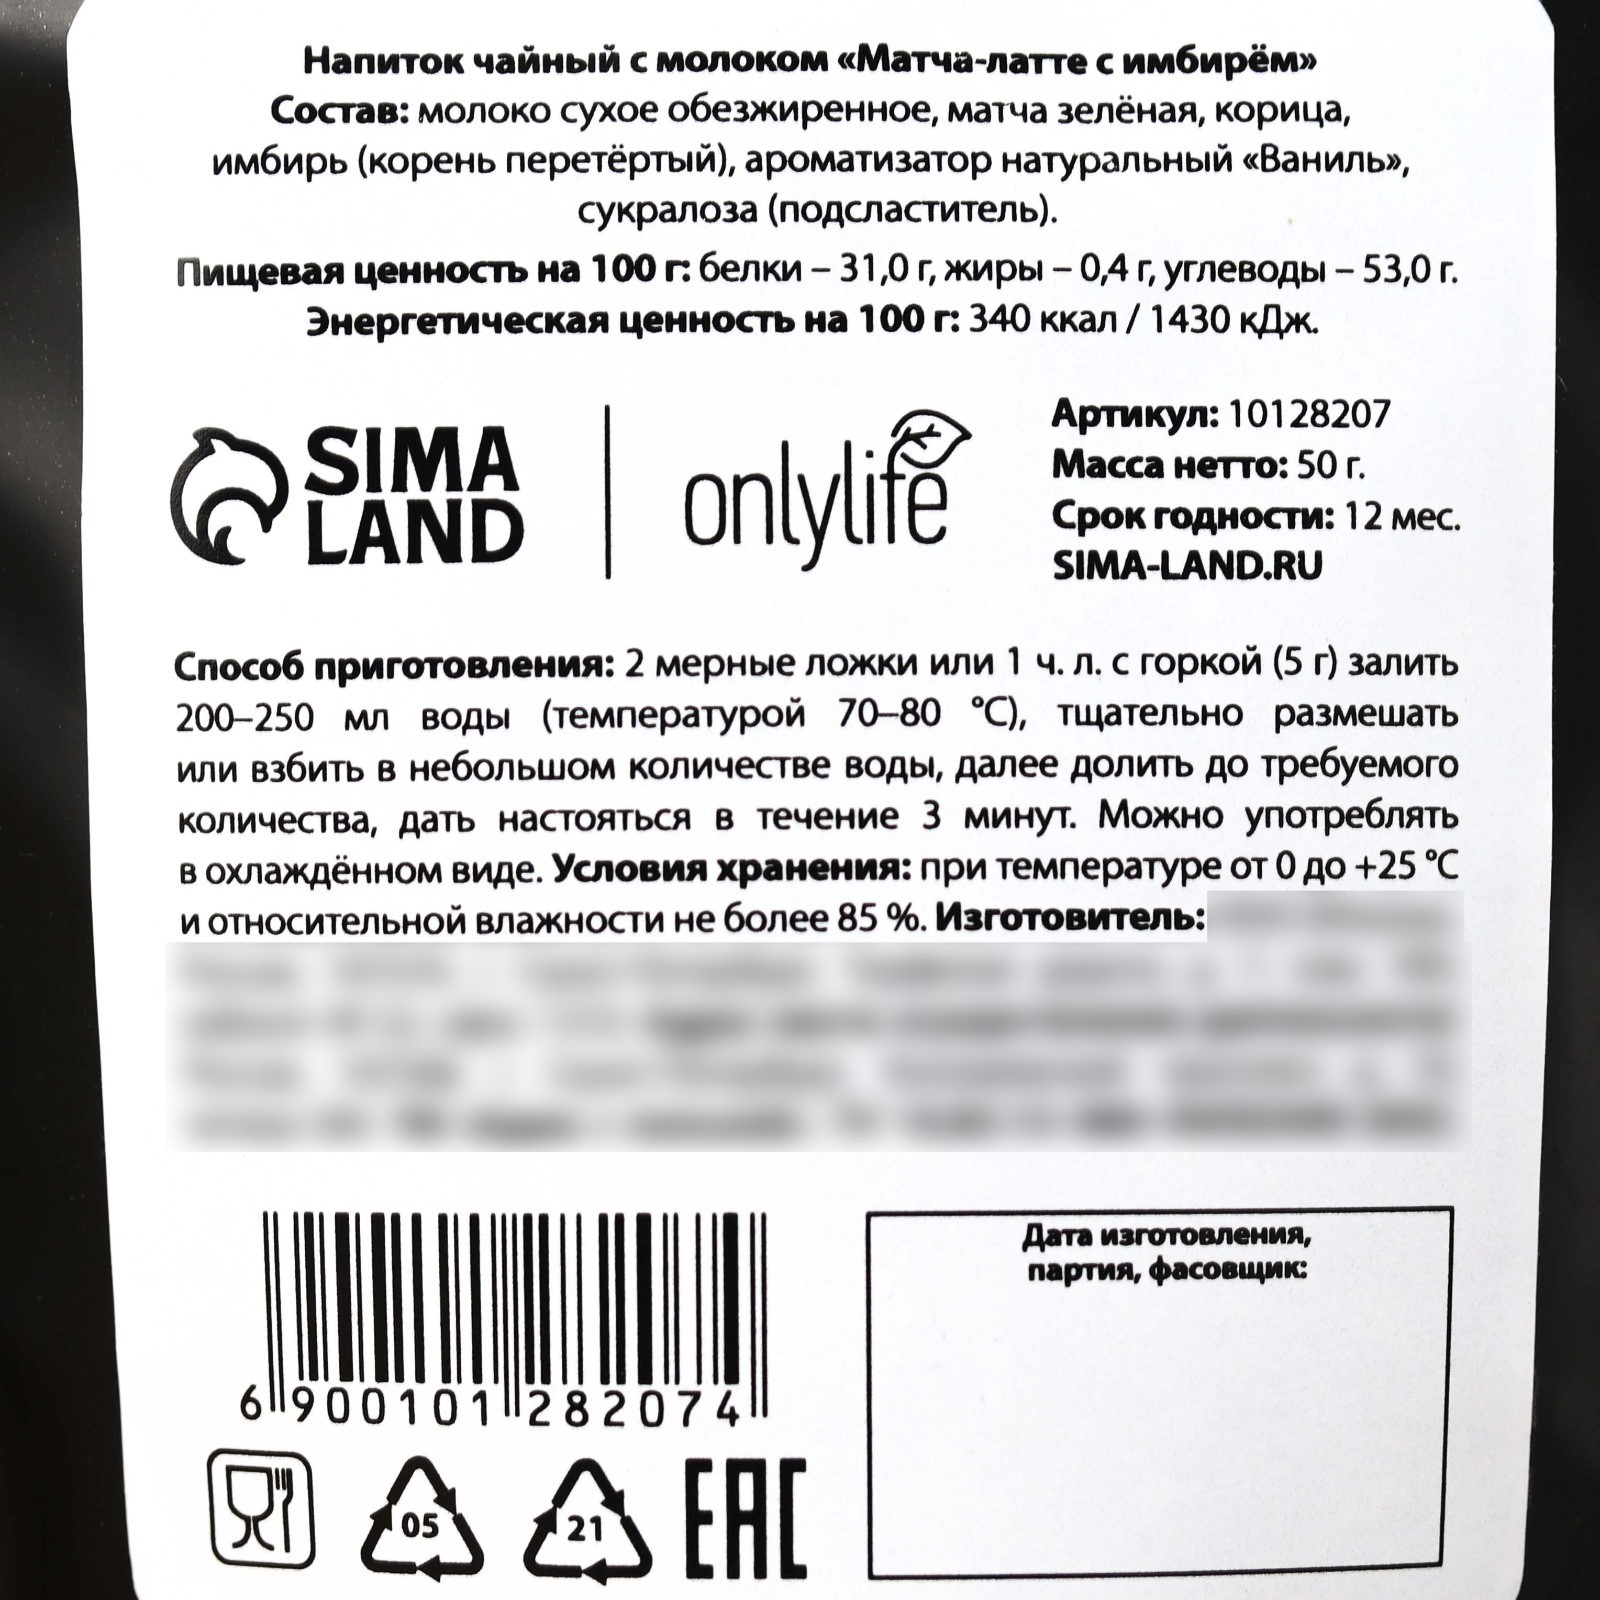 Напиток чайный с молоком «Матча-латте с имбирём»
Состав: молоко сухое обезжиренное, матча зелёная, корица,
имбирь (корень перетёртый), ароматизатор натуральный «Ваниль»,
сукралоза (подсластитель).
Пищевая ценность на 100 г: белки – 31,0 г, жиры – 0,4 г, углеводы – 53,0 г.
Энергетическая ценность на 100 г: 340 ккал / 1430 кДж.
SIMA
LAND
onlylife
Артикул: 10128207
Масса нетто: 50 г.
Срок годности: 12 мес.
SIMA-LAND.RU
Способ приготовления: 2 мерные ложки или 1 ч. л. с горкой (5 г) залить
200–250 мл воды (температурой 70–80 °C), тщательно размешать
или взбить в небольшом количестве воды, далее долить до требуемого
количества, дать настояться в течение 3 минут. Можно употреблять
в охлаждённом виде. Условия хранения: при температуре от 0 до +25 °C
и относительной влажности не более 85 %. Изготовитель:
6 900101 282074
Дата изготовления,
партия, фасовщик:
05
21
EAC